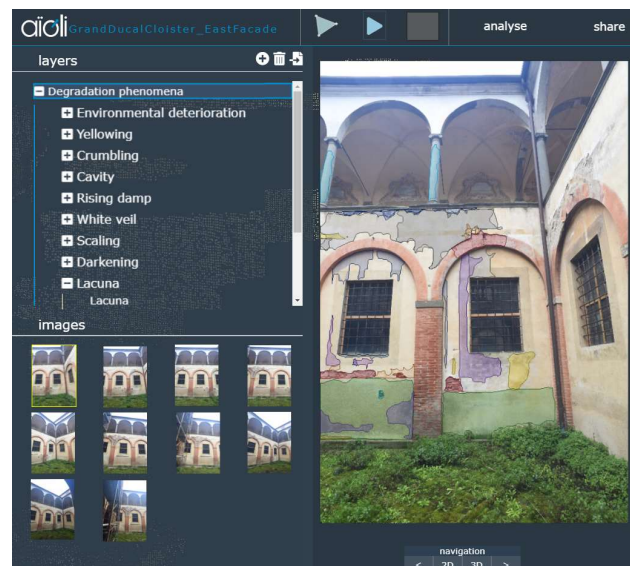 aïoli GrandDucalCloister_EastFacade
analyse
share
layers
Degradation phenomena
Environmental deterioration
Yellowing
Crumbling
Cavity
Rising damp
White veil
Scaling
Darkening
Lacuna
Lacuna
images
navigation
< 2D 3D >